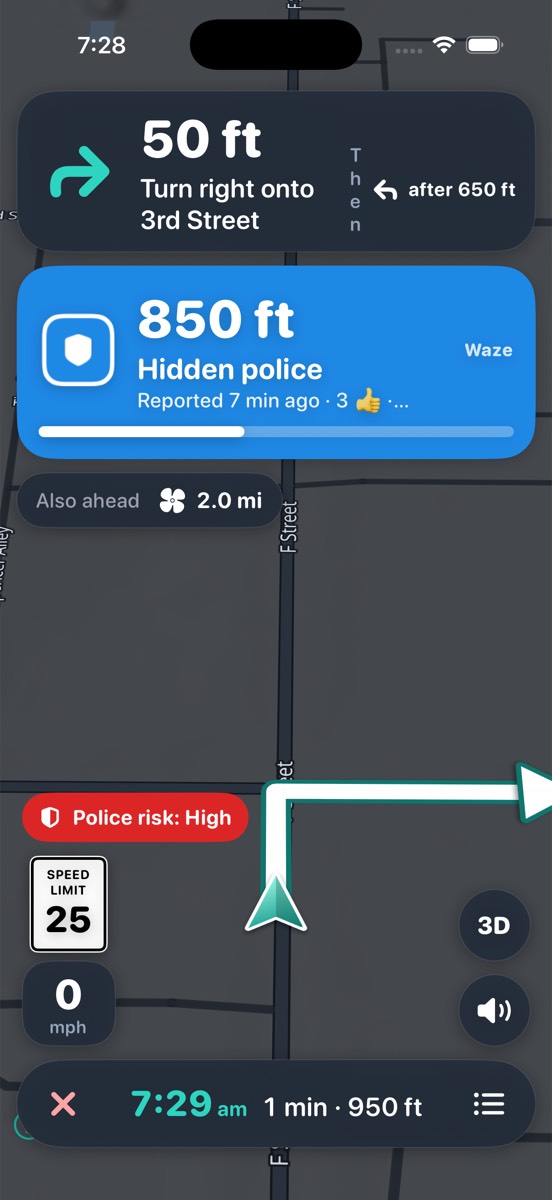 7:28
50 ft
Turn right onto
3rd Street
Then
after 650 ft
850 ft
Hidden police
Reported 7 min ago · 3 👍 ·...
Waze
Also ahead 2.0 mi
F Street
Police risk: High
SPEED
LIMIT
25
0
mph
3D
7:29 am 1 min · 950 ft